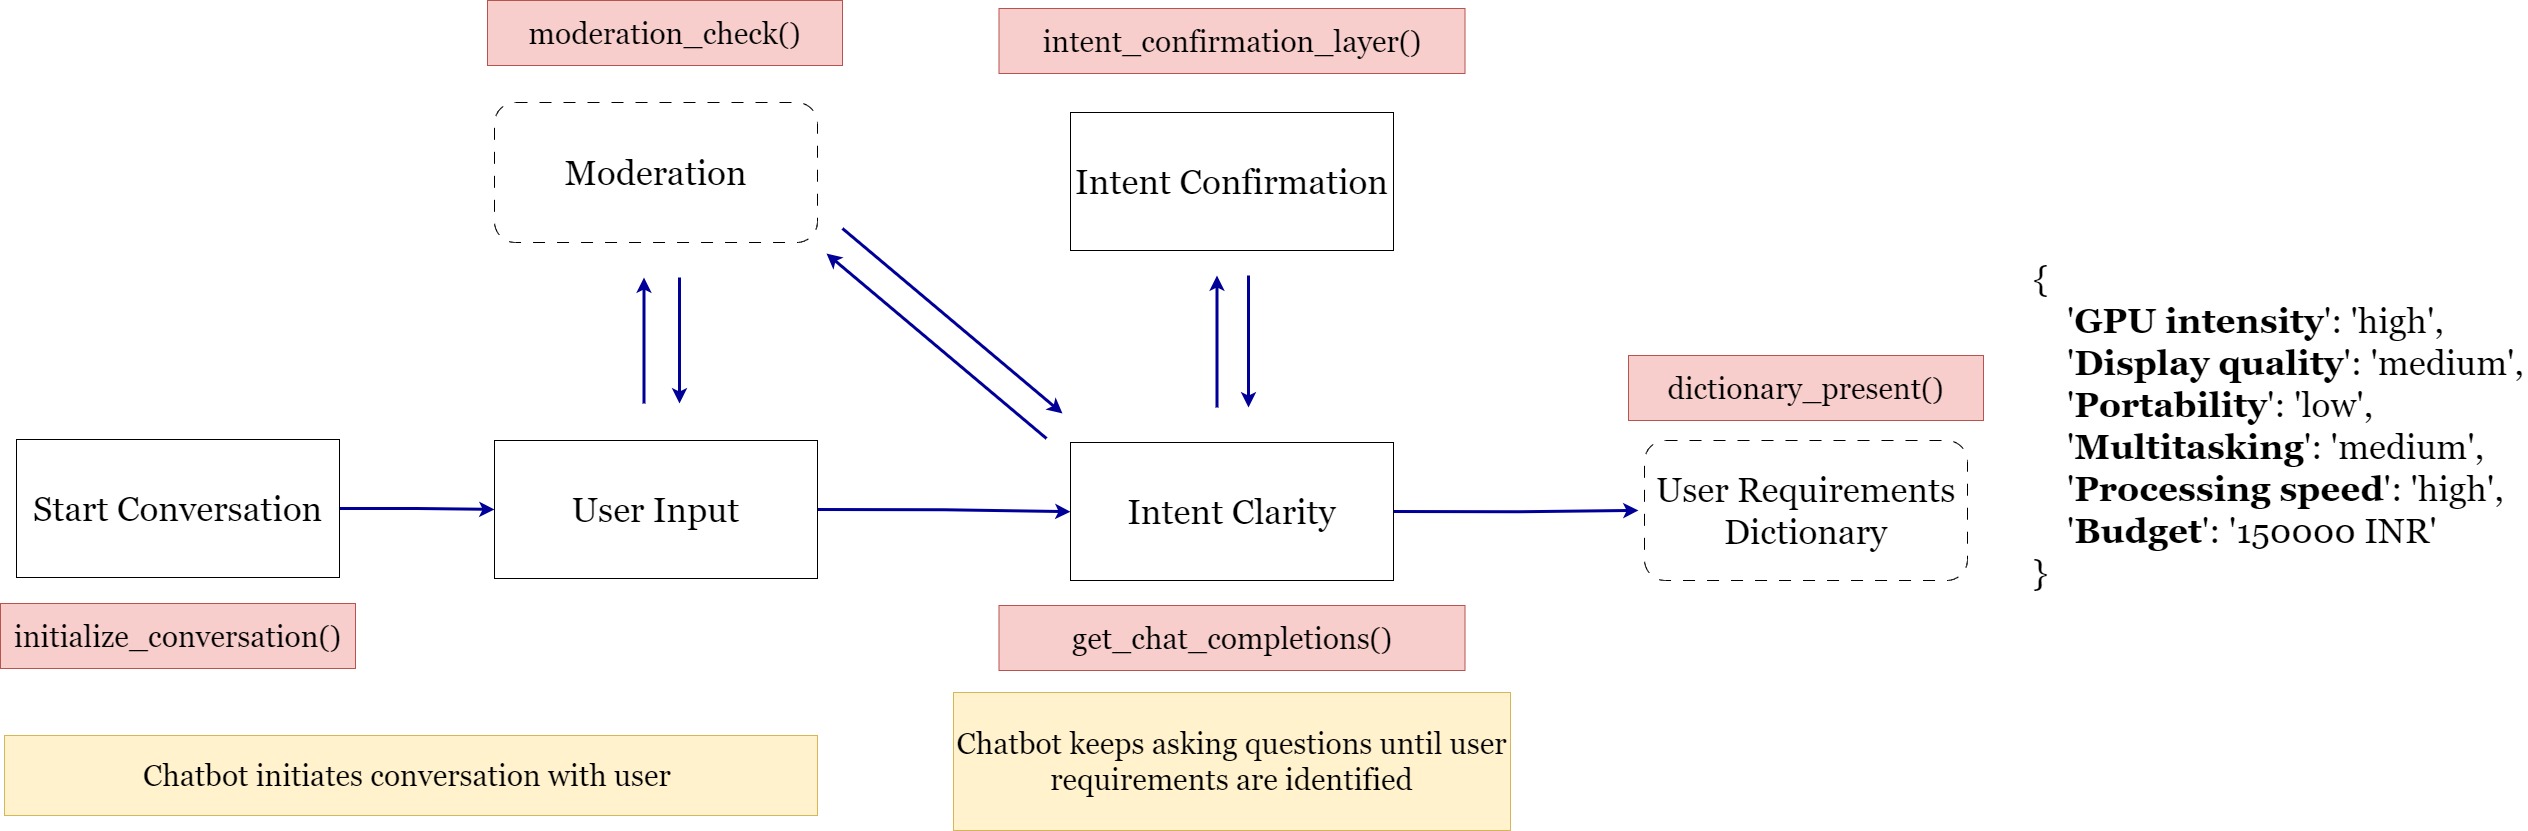 moderation_check()
intent_confirmation_layer()
Moderation
Intent Confirmation
{
'GPU intensity': 'high',
'Display quality': 'medium',
'Portability': 'low',
'Multitasking': 'medium',
'Processing speed': 'high',
'Budget': '150000 INR'
}
dictionary_present()
Start Conversation
User Input
Intent Clarity
User Requirements
Dictionary
initialize_conversation()
get_chat_completions()
Chatbot initiates conversation with user
Chatbot keeps asking questions until user
requirements are identified